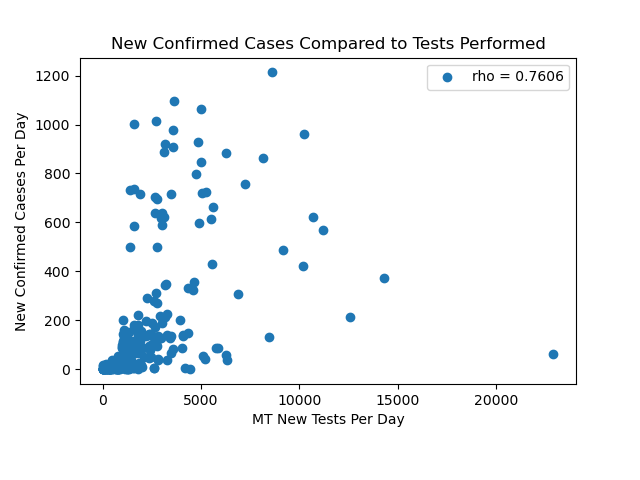 New Confirmed Cases Compared to Tests Performed
rho = 0.7606
1200
1000
800
600
400
200
0
New Confirmed Caeses Per Day
0 5000 10000 15000 20000
MT New Tests Per Day